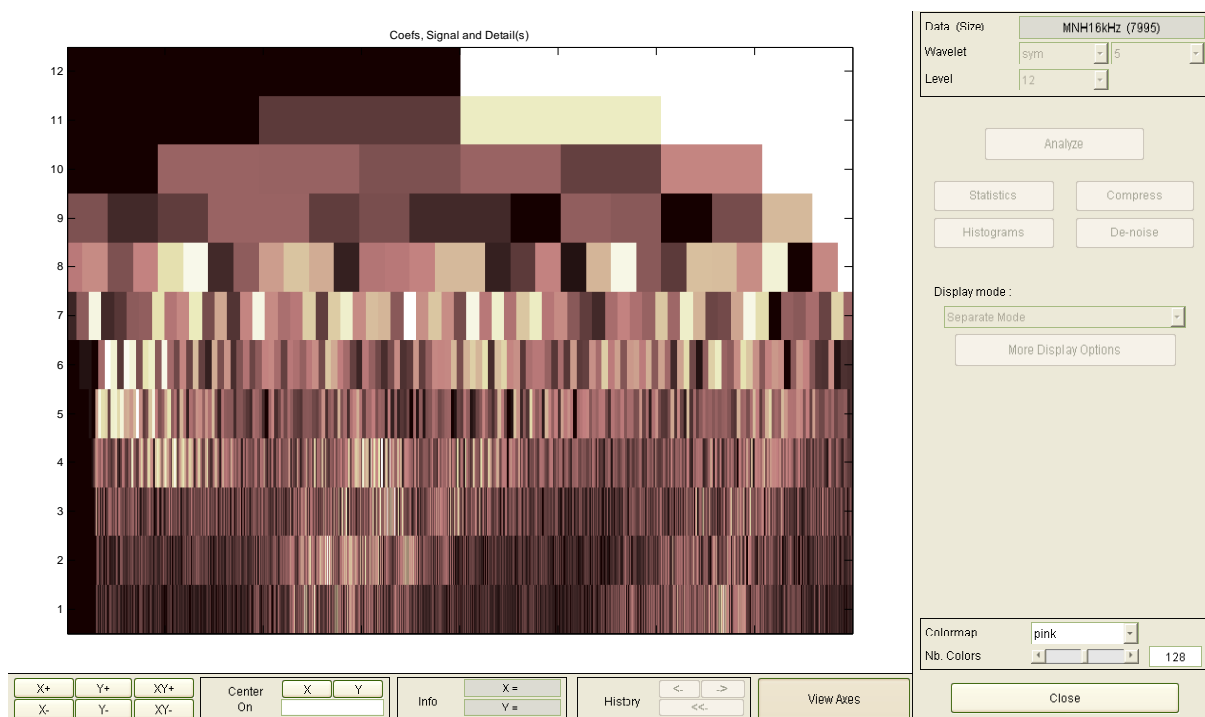 Coefs, Signal and Detail(s)
12
11
10
9
8
7
6
5
4
3
2
1
Data (Size)
MNH16kHz (7995)
Wavelet
sym
5
Level
12
Analyze
Statistics
Compress
Histograms
De-noise
Display mode :
Separate Mode
More Display Options
Colormap
pink
Nb. Colors
128
Close
X+
Y+
XY+
X-
Y-
XY-
Center
On
X
Y
Info
X =
Y =
History
<-
->
<<-
View Axes